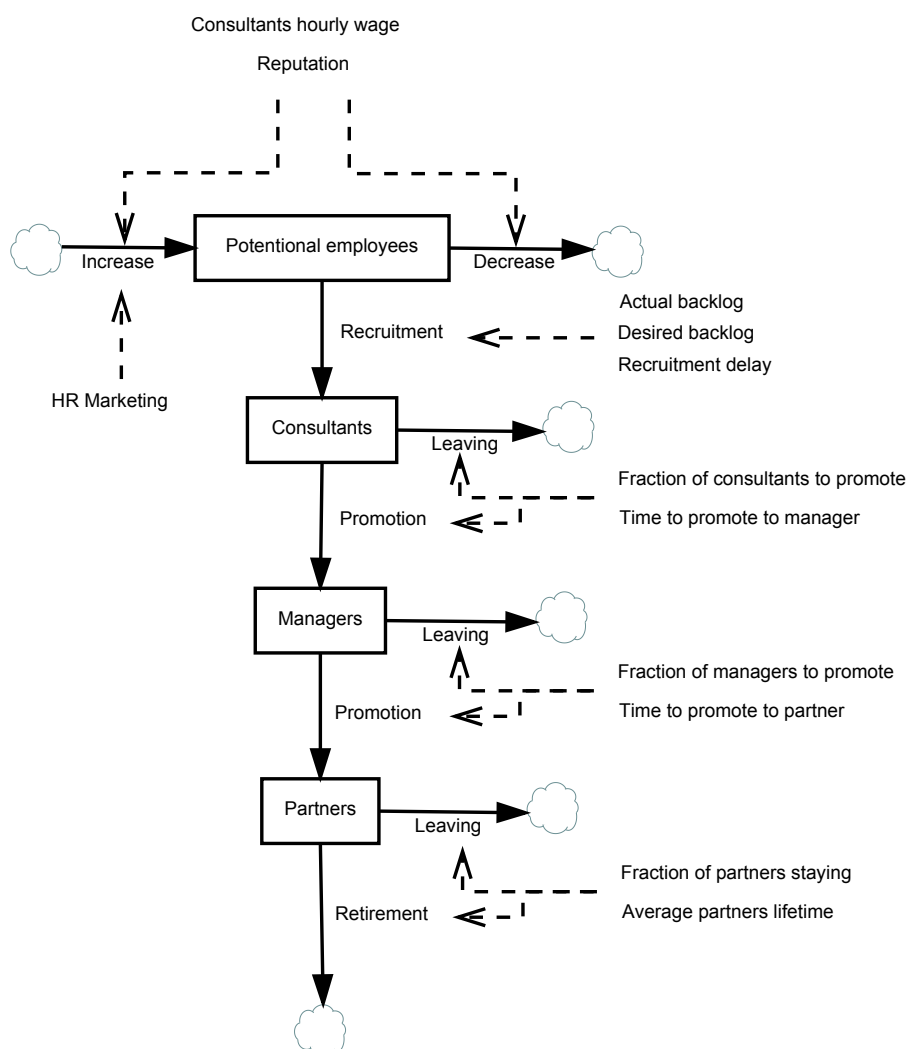 Consultants hourly wage
Reputation
Potentional employees
Increase
Decrease
Actual backlog
Recruitment
Desired backlog
Recruitment delay
HR Marketing
Consultants
Leaving
Fraction of consultants to promote
Promotion
Time to promote to manager
Managers
Leaving
Fraction of managers to promote
Promotion
Time to promote to partner
Partners
Leaving
Fraction of partners staying
Retirement
Average partners lifetime